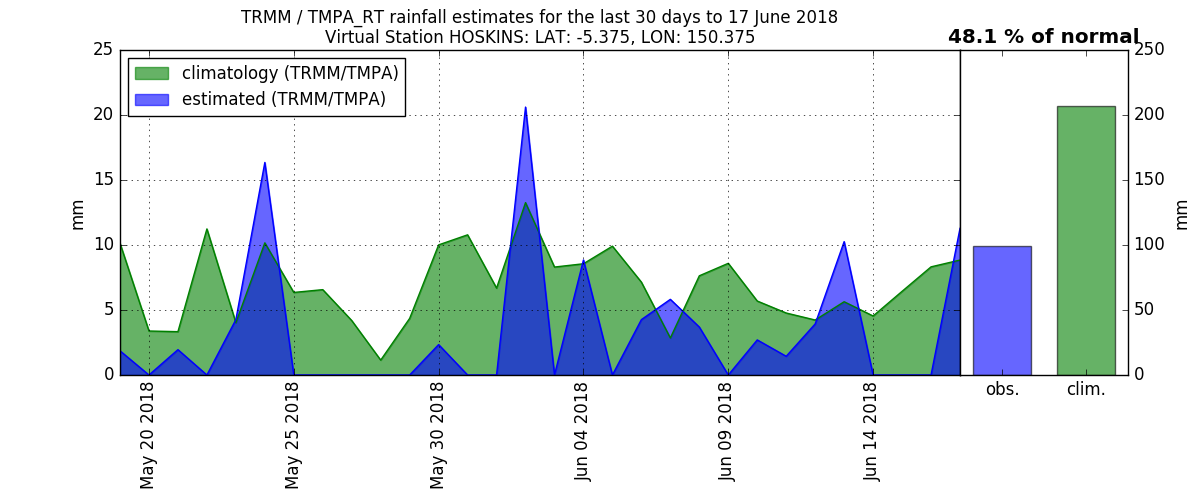 TRMM / TMPA_RT rainfall estimates for the last 30 days to 17 June 2018
Virtual Station HOSKINS: LAT: -5.375, LON: 150.375
48.1 % of normal
climatology (TRMM/TMPA)
estimated (TRMM/TMPA)
mm
25
20
15
10
5
0
May 20 2018
May 25 2018
May 30 2018
Jun 04 2018
Jun 09 2018
Jun 14 2018
obs.
clim.
250
200
150
100
50
0
mm